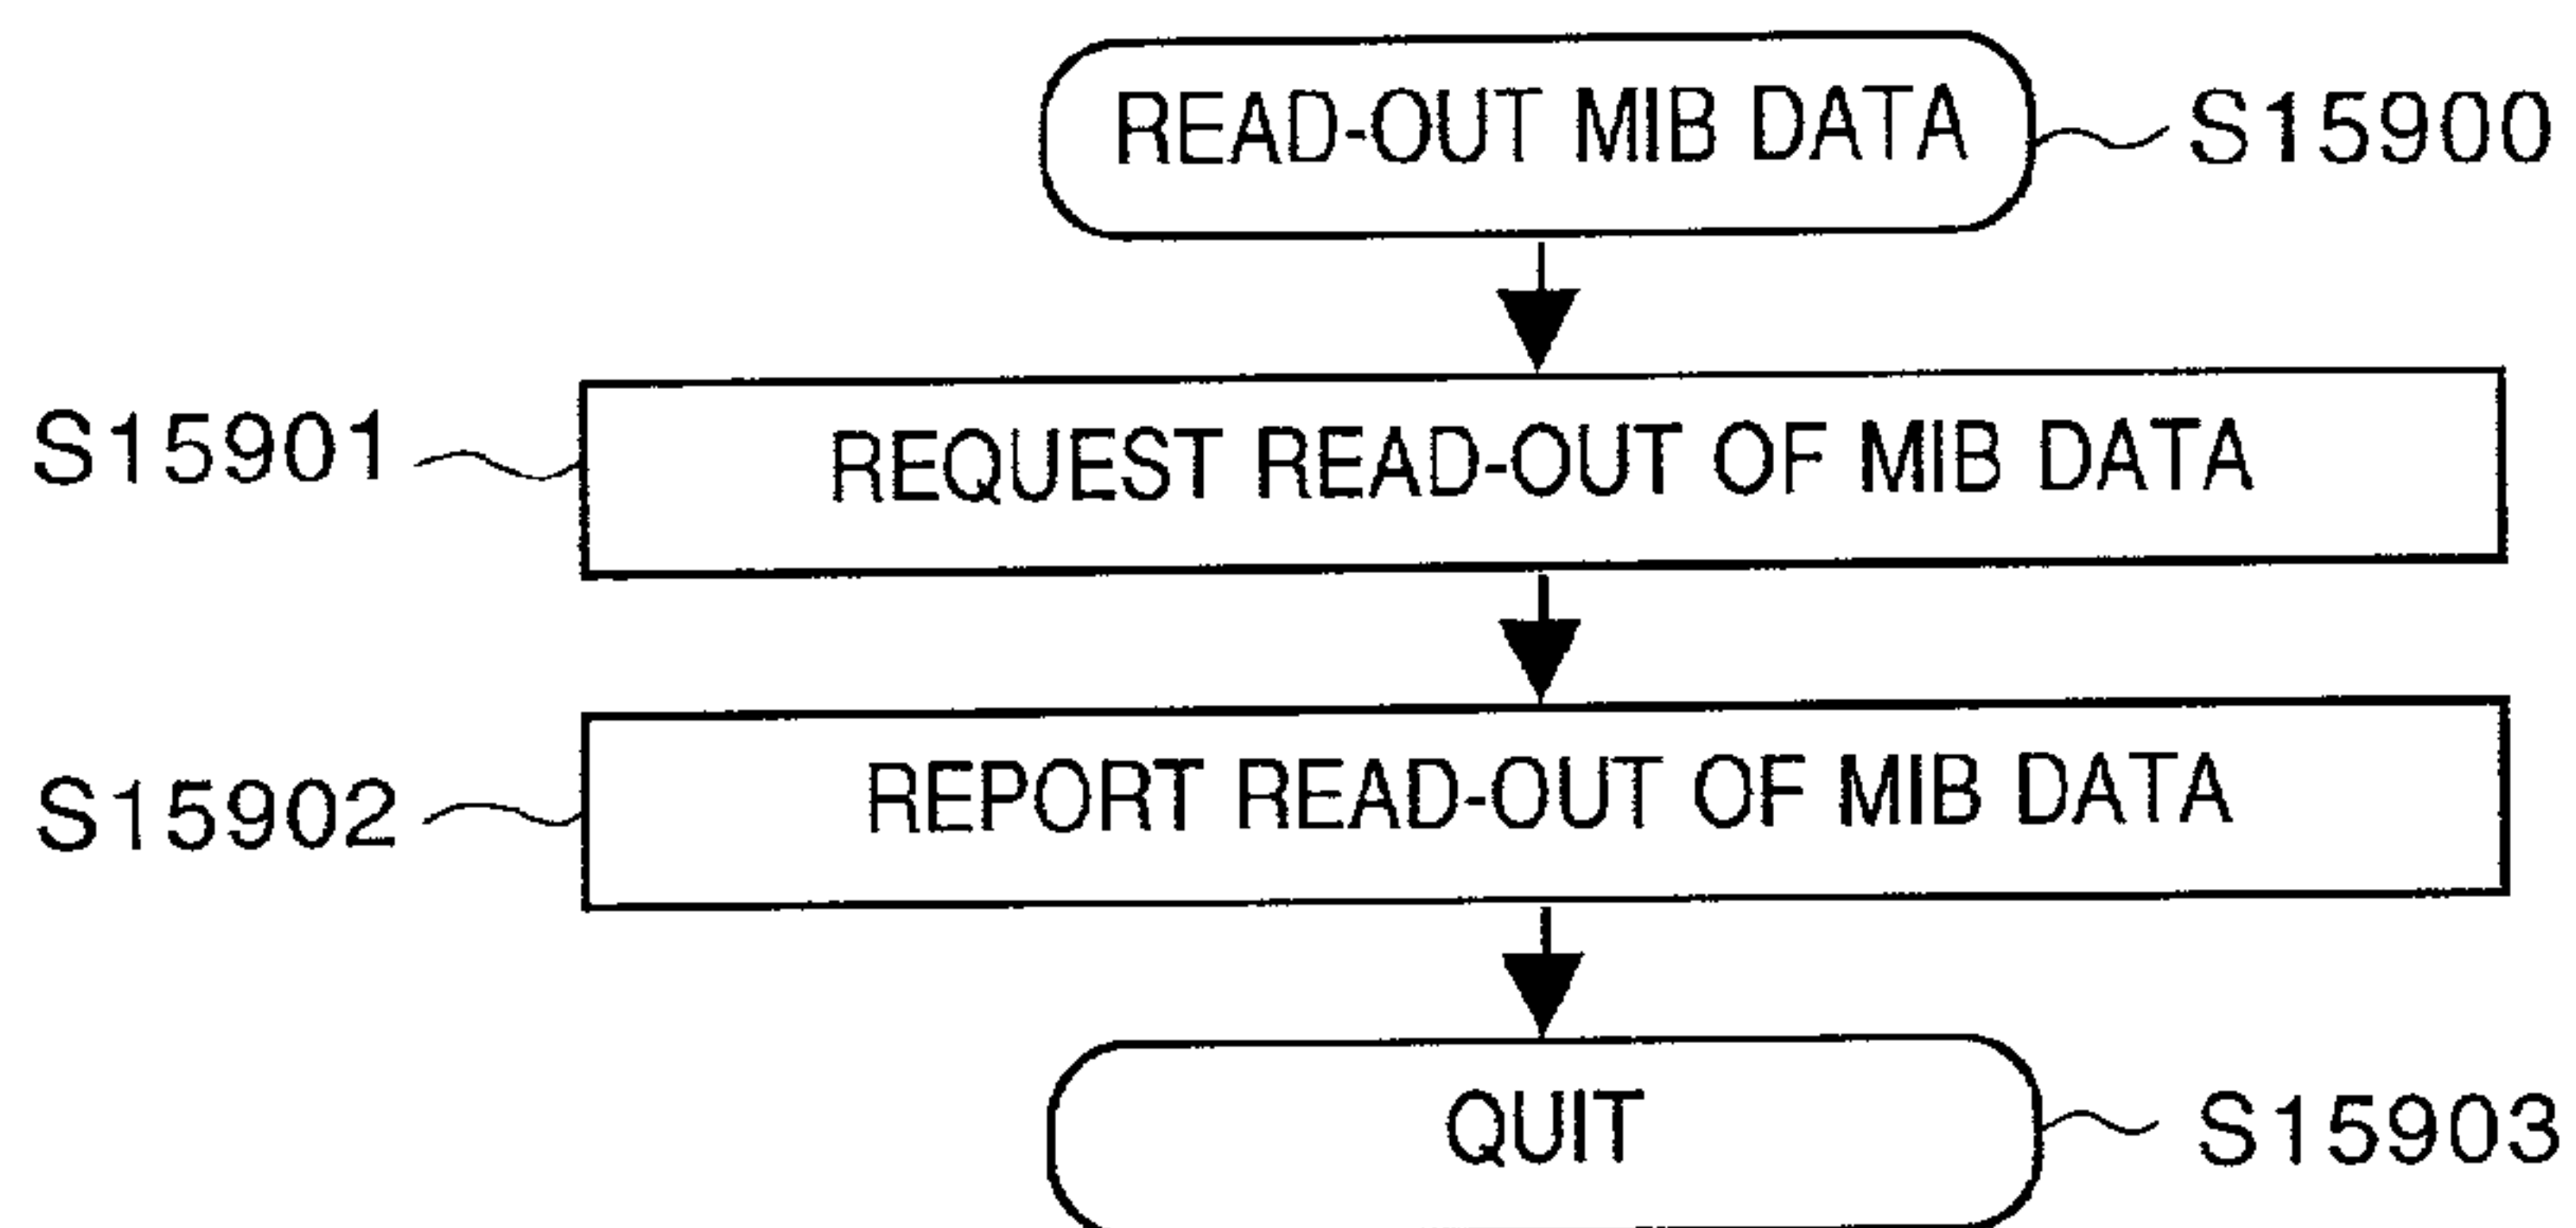 READ-OUT MIB DATA
S15900
S15901
REQUEST READ-OUT OF MIB DATA
S15902
REPORT READ-OUT OF MIB DATA
QUIT
S15903